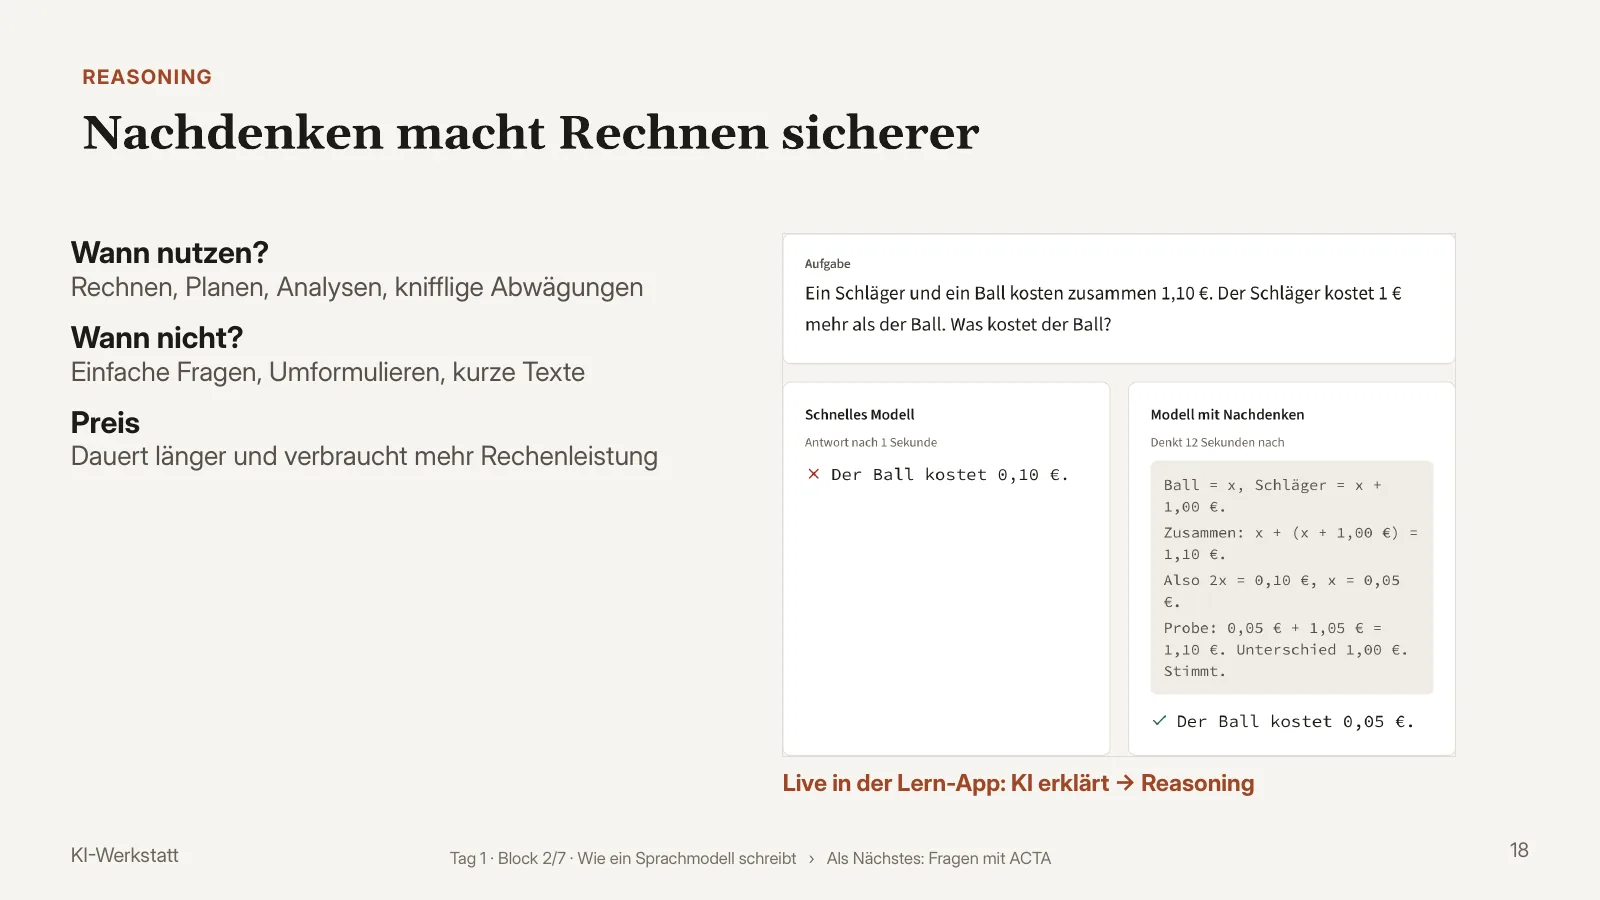 REASONING
Nachdenken macht Rechnen sicherer
Wann nutzen?
Rechnen, Planen, Analysen, knifflige Abwägungen
Wann nicht?
Einfache Fragen, Umformulieren, kurze Texte
Preis
Dauert länger und verbraucht mehr Rechenleistung
Aufgabe
Ein Schläger und ein Ball kosten zusammen 1,10 €. Der Schläger kostet 1 €
mehr als der Ball. Was kostet der Ball?
Schnelles Modell
Antwort nach 1 Sekunde
✕ Der Ball kostet 0,10 €.
Modell mit Nachdenken
Denkt 12 Sekunden nach
Ball = x, Schläger = x +
1,00 €.
Zusammen: x + (x + 1,00 €) =
1,10 €.
Also 2x = 0,10 €, x = 0,05
€.
Probe: 0,05 € + 1,05 € =
1,10 €. Unterschied 1,00 €.
Stimmt.
✓ Der Ball kostet 0,05 €.
Live in der Lern-App: KI erklärt → Reasoning
KI-Werkstatt
Tag 1 · Block 2/7 · Wie ein Sprachmodell schreibt › Als Nächstes: Fragen mit ACTA
18